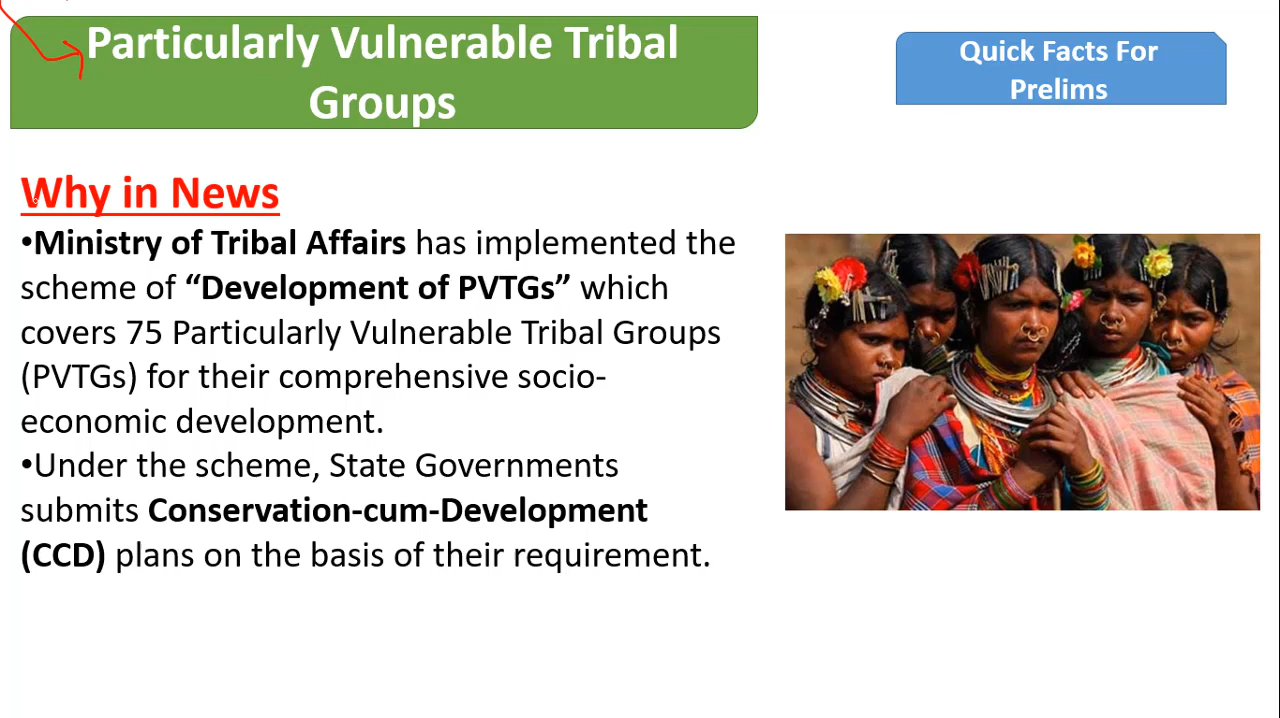 Particularly Vulnerable Tribal
Groups
Quick Facts For
Prelims
Why in News
•Ministry of Tribal Affairs has implemented the
scheme of “Development of PVTGs” which
covers 75 Particularly Vulnerable Tribal Groups
(PVTGs) for their comprehensive socio-
economic development.
•Under the scheme, State Governments
submits Conservation-cum-Development
(CCD) plans on the basis of their requirement.